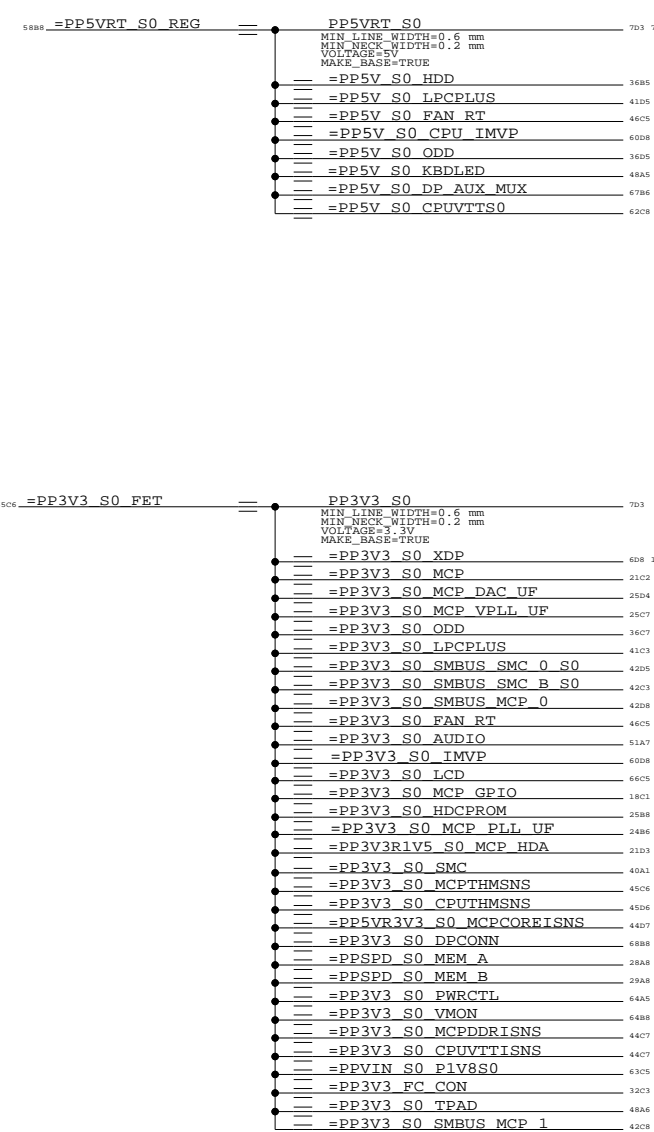 58B8 =PP5VRT_S0_REG PP5VRT_S0 7D3 7
MIN_LINE_WIDTH=0.6 mm
MIN_NECK_WIDTH=0.2 mm
VOLTAGE=5V
MAKE_BASE=TRUE
=PP5V_S0_HDD 36B5
=PP5V_S0_LPCPLUS 41D5
=PP5V_S0_FAN_RT 46C5
=PP5V_S0_CPU_IMVP 60D8
=PP5V_S0_ODD 36D5
=PP5V_S0_KBDLED 48A5
=PP5V_S0_DP_AUX_MUX 67B6
=PP5V_S0_CPUVTTS0 62C8
5C6 =PP3V3_S0_FET PP3V3_S0 7D3
MIN_LINE_WIDTH=0.6 mm
MIN_NECK_WIDTH=0.2 mm
VOLTAGE=3.3V
MAKE_BASE=TRUE
=PP3V3_S0_XDP 6D8 1
=PP3V3_S0_MCP 21C2
=PP3V3_S0_MCP_DAC_UF 25D4
=PP3V3_S0_MCP_VPLL_UF 25C7
=PP3V3_S0_ODD 36C7
=PP3V3_S0_LPCPLUS 41C3
=PP3V3_S0_SMBUS_SMC_0_S0 42D5
=PP3V3_S0_SMBUS_SMC_B_S0 42C3
=PP3V3_S0_SMBUS_MCP_0 42D8
=PP3V3_S0_FAN_RT 46C5
=PP3V3_S0_AUDIO 51A7
=PP3V3_S0_IMVP 60D8
=PP3V3_S0_LCD 66C5
=PP3V3_S0_MCP_GPIO 18C1
=PP3V3_S0_HDCPROM 25B8
=PP3V3_S0_MCP_PLL_UF 24B6
=PP3V3R1V5_S0_MCP_HDA 21D3
=PP3V3_S0_SMC 40A1
=PP3V3_S0_MCPTHMSNS 45C6
=PP3V3_S0_CPUTHMSNS 45D6
=PP5VR3V3_S0_MCPCOREISNS 44D7
=PP3V3_S0_DPCONN 68B8
=PPSPD_S0_MEM_A 28A8
=PPSPD_S0_MEM_B 29A8
=PP3V3_S0_PWRCTL 64A5
=PP3V3_S0_VMON 64B8
=PP3V3_S0_MCPDDRISNS 44C7
=PP3V3_S0_CPUVTTISNS 44C7
=PPVIN_S0_P1V8S0 63C5
=PP3V3_FC_CON 32C3
=PP3V3_S0_TPAD 48A6
=PP3V3_S0_SMBUS_MCP_1 42C8